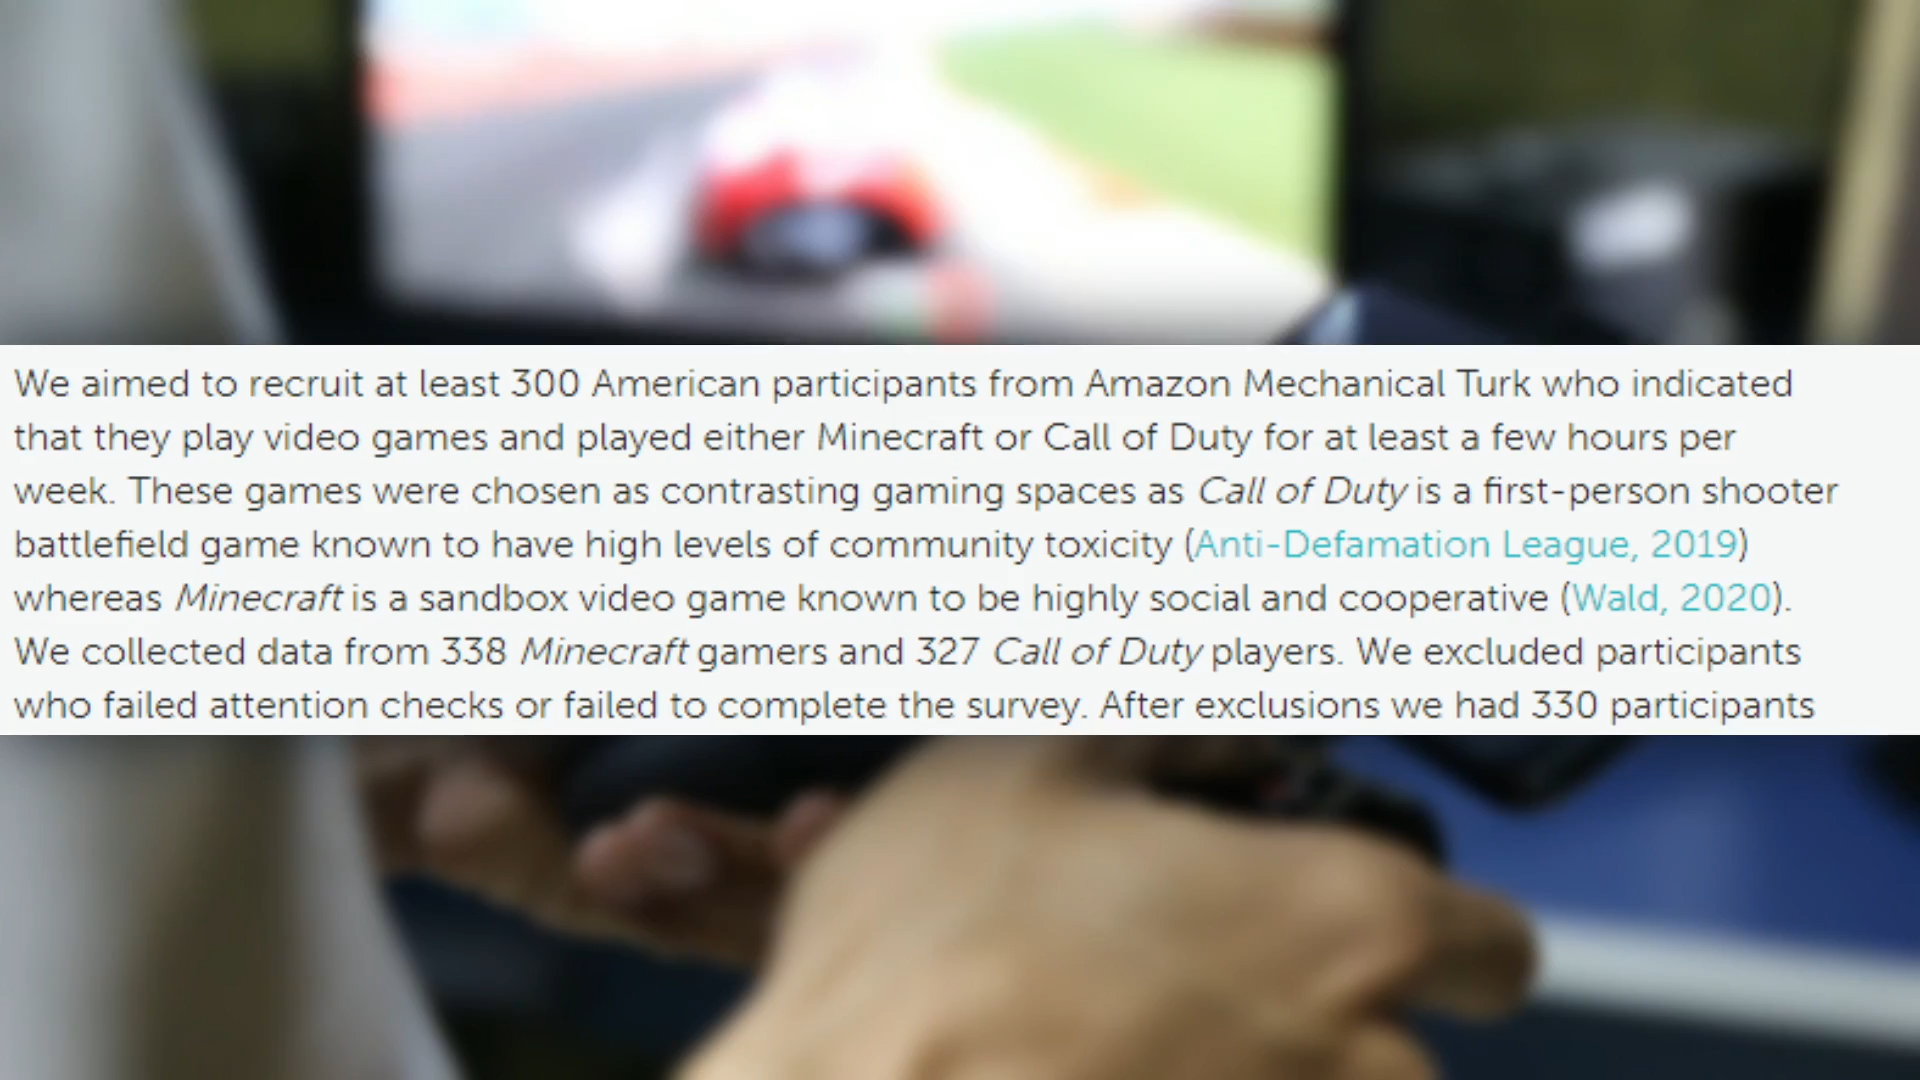 We aimed to recruit at least 300 American participants from Amazon Mechanical Turk who indicated
that they play video games and played either Minecraft or Call of Duty for at least a few hours per
week. These games were chosen as contrasting gaming spaces as Call of Duty is a first-person shooter
battlefield game known to have high levels of community toxicity (Anti-Defamation League, 2019)
whereas Minecraft is a sandbox video game known to be highly social and cooperative (Wald, 2020).
We collected data from 338 Minecraft gamers and 327 Call of Duty players. We excluded participants
who failed attention checks or failed to complete the survey. After exclusions we had 330 participants